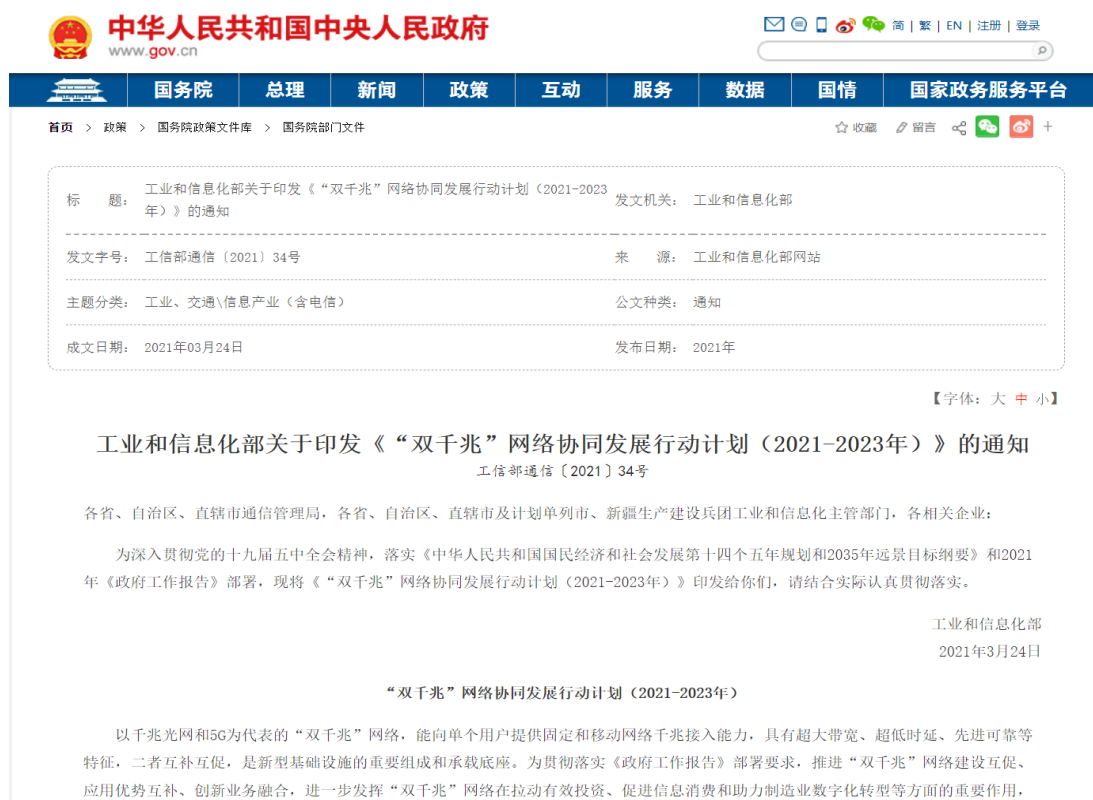 中华人民共和国中央人民政府
www.gov.cn
简 | 繁 | EN | 注册 | 登录
国务院 总理 新闻 政策 互动 服务 数据 国情 国家政务服务平台
首页 > 政策 > 国务院政策文件库 > 国务院部门文件
收藏 留言
标 题: 工业和信息化部关于印发《“双千兆”网络协同发展行动计划（2021-2023
年）》的通知
发文机关: 工业和信息化部
发文字号: 工信部通信〔2021〕34号
来 源: 工业和信息化部网站
主题分类: 工业、交通\信息产业（含电信）
公文种类: 通知
成文日期: 2021年03月24日
发布日期: 2021年
【字体: 大 中 小】
工业和信息化部关于印发《“双千兆”网络协同发展行动计划（2021-2023年）》的通知
工信部通信〔2021〕34号
各省、自治区、直辖市通信管理局，各省、自治区、直辖市及计划单列市、新疆生产建设兵团工业和信息化主管部门，各相关企业:
为深入贯彻党的十九届五中全会精神，落实《中华人民共和国国民经济和社会发展第十四个五年规划和2035年远景目标纲要》和2021
年《政府工作报告》部署，现将《“双千兆”网络协同发展行动计划（2021-2023年）》印发给你们，请结合实际认真贯彻落实。
工业和信息化部
2021年3月24日
“双千兆”网络协同发展行动计划（2021-2023年）
以千兆光网和5G为代表的“双千兆”网络，能向单个用户提供固定和移动网络千兆接入能力，具有超大带宽、超低时延、先进可靠等
特征，二者互补互促，是新型基础设施的重要组成和承载底座。为贯彻落实《政府工作报告》部署要求，推进“双千兆”网络建设互促、
应用优势互补、创新业务融合，进一步发挥“双千兆”网络在拉动有效投资、促进信息消费和助力制造业数字化转型等方面的重要作用，